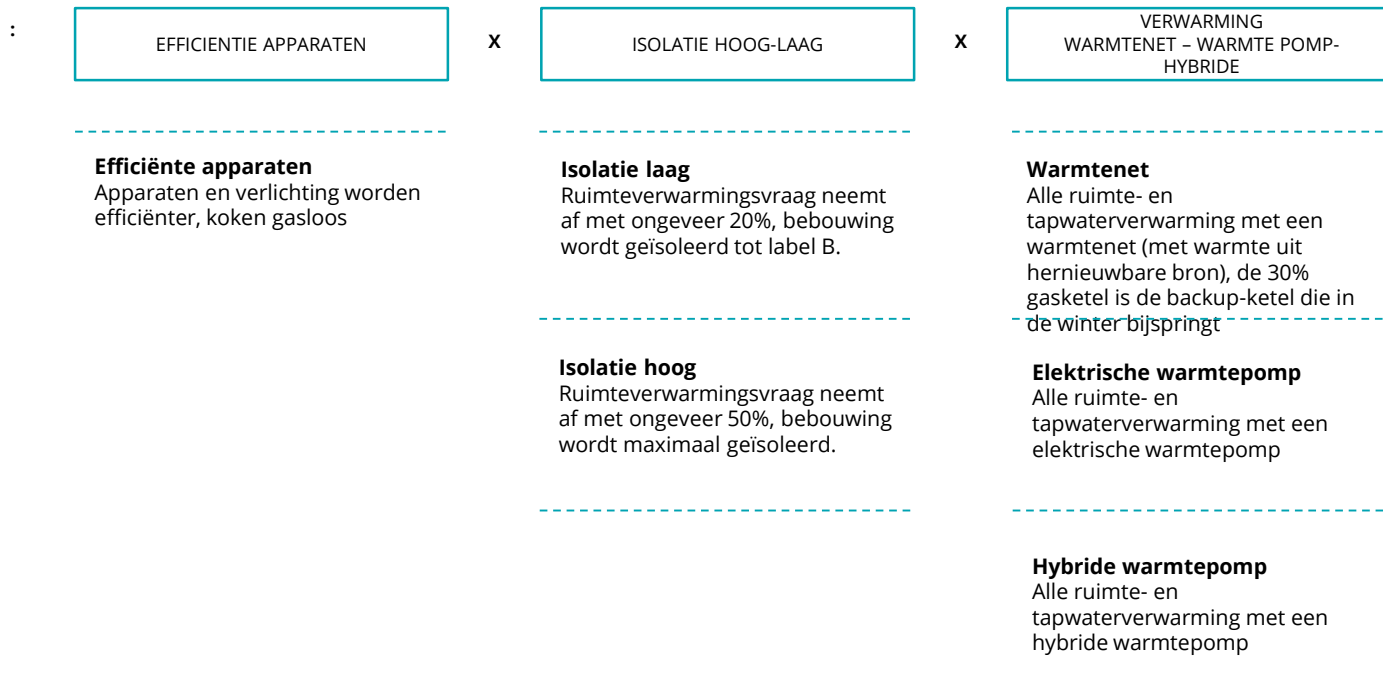 :
EFFICIENTIE APPARATEN
X
ISOLATIE HOOG-LAAG
X
VERWARMING
WARMTENET – WARMTE POMP-
HYBRIDE
Efficiënte apparaten
Apparaten en verlichting worden
efficiënter, koken gasloos
Isolatie laag
Ruimteverwarmingsvraag neemt
af met ongeveer 20%, bebouwing
wordt geïsoleerd tot label B.
Isolatie hoog
Ruimteverwarmingsvraag neemt
af met ongeveer 50%, bebouwing
wordt maximaal geïsoleerd.
Warmtenet
Alle ruimte- en
tapwaterverwarming met een
warmtenet (met warmte uit
hernieuwbare bron), de 30%
gasketel is de backup-ketel die in
de winter bijspringt
Elektrische warmtepomp
Alle ruimte- en
tapwaterverwarming met een
elektrische warmtepomp
Hybride warmtepomp
Alle ruimte- en
tapwaterverwarming met een
hybride warmtepomp